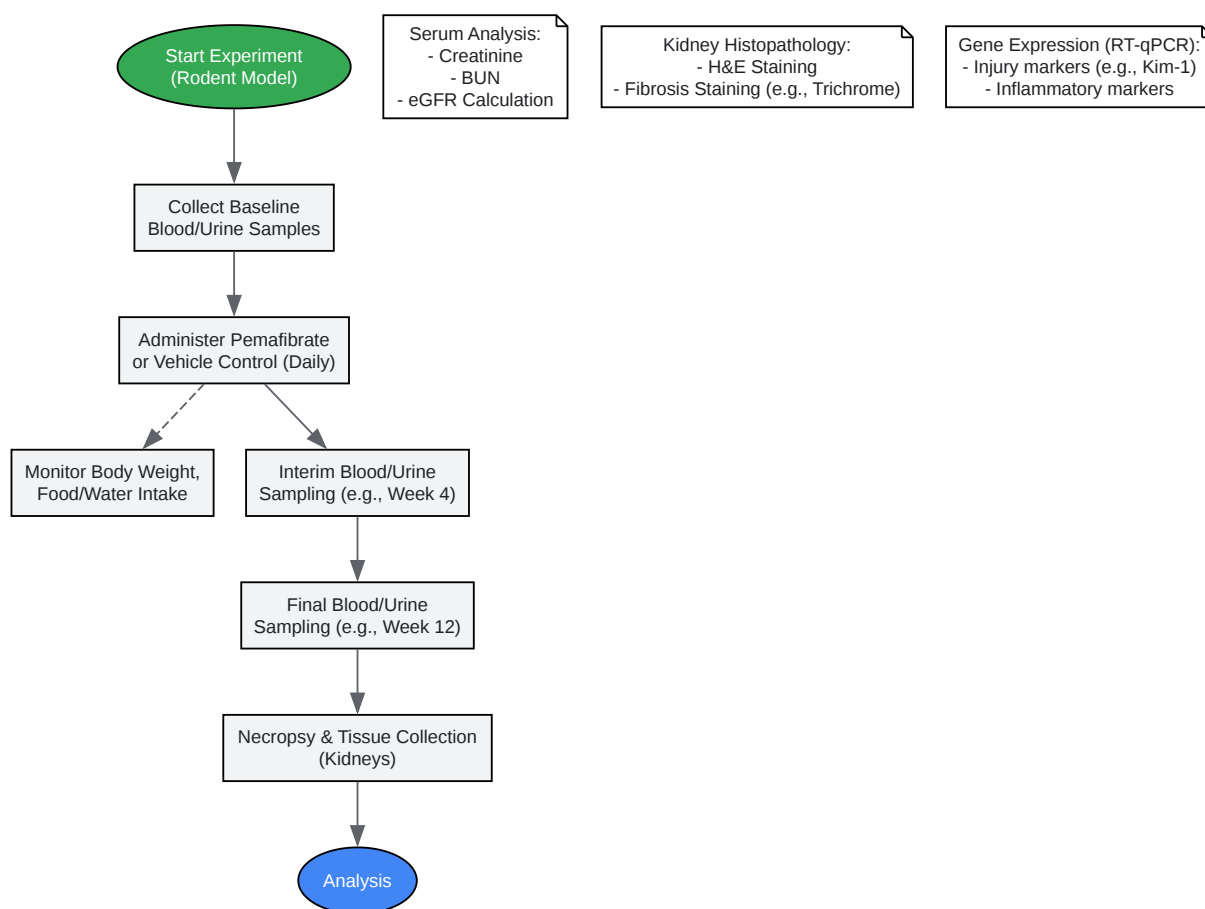 Start Experiment
(Rodent Model)
Serum Analysis:
- Creatinine
- BUN
- eGFR Calculation
Kidney Histopathology:
- H&E Staining
- Fibrosis Staining (e.g., Trichrome)
Gene Expression (RT-qPCR):
- Injury markers (e.g., Kim-1)
- Inflammatory markers
Collect Baseline
Blood/Urine Samples
Administer Pemafibrate
or Vehicle Control (Daily)
Monitor Body Weight,
Food/Water Intake
Interim Blood/Urine
Sampling (e.g., Week 4)
Final Blood/Urine
Sampling (e.g., Week 12)
Necropsy & Tissue Collection
(Kidneys)
Analysis